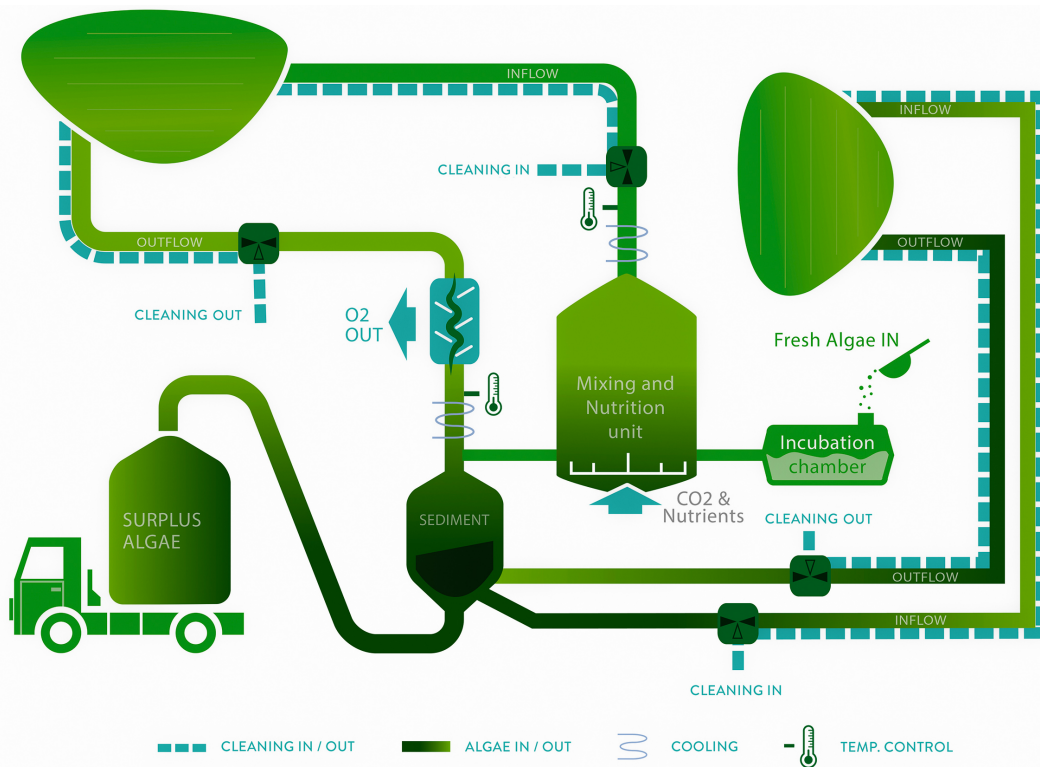 INFLOW
INFLOW
CLEANING IN
OUTFLOW
OUTFLOW
CLEANING OUT
O2
OUT
Fresh Algae IN
Mixing and
Nutrition
unit
Incubation
chamber
SURPLUS
ALGAE
SEDIMENT
CO2 &
Nutrients
CLEANING OUT
OUTFLOW
INFLOW
CLEANING IN
CLEANING IN / OUT
ALGAE IN / OUT
COOLING
TEMP. CONTROL